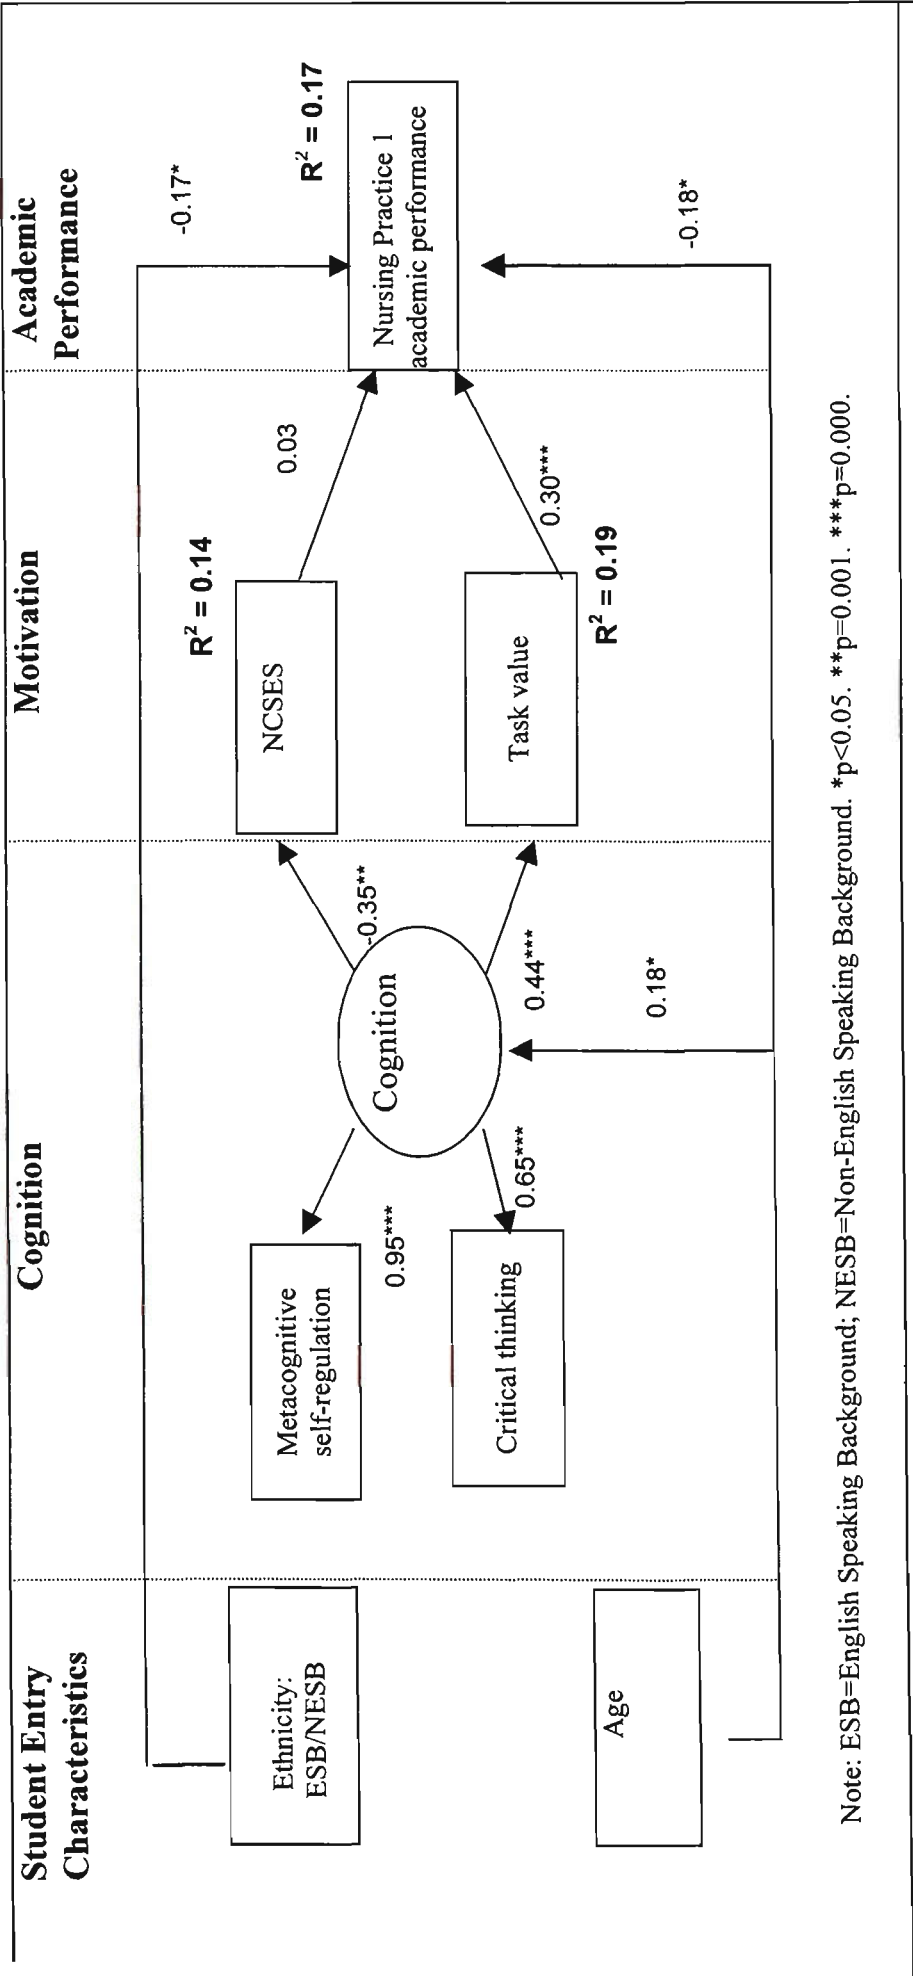 Student Entry
Characteristics
Cognition
Motivation
Academic
Performance
Ethnicity:
ESB/NESB
Age
Metacognitive
self-regulation
Critical thinking
0.95***
0.65***
Cognition
-0.35**
0.44***
0.18*
R² = 0.14
NCSES
Task value
R² = 0.19
0.03
0.30***
-0.17*
R² = 0.17
Nursing Practice 1
academic performance
-0.18*
Note: ESB=English Speaking Background; NESB=Non-English Speaking Background. *p<0.05. **p=0.001. ***p=0.000.